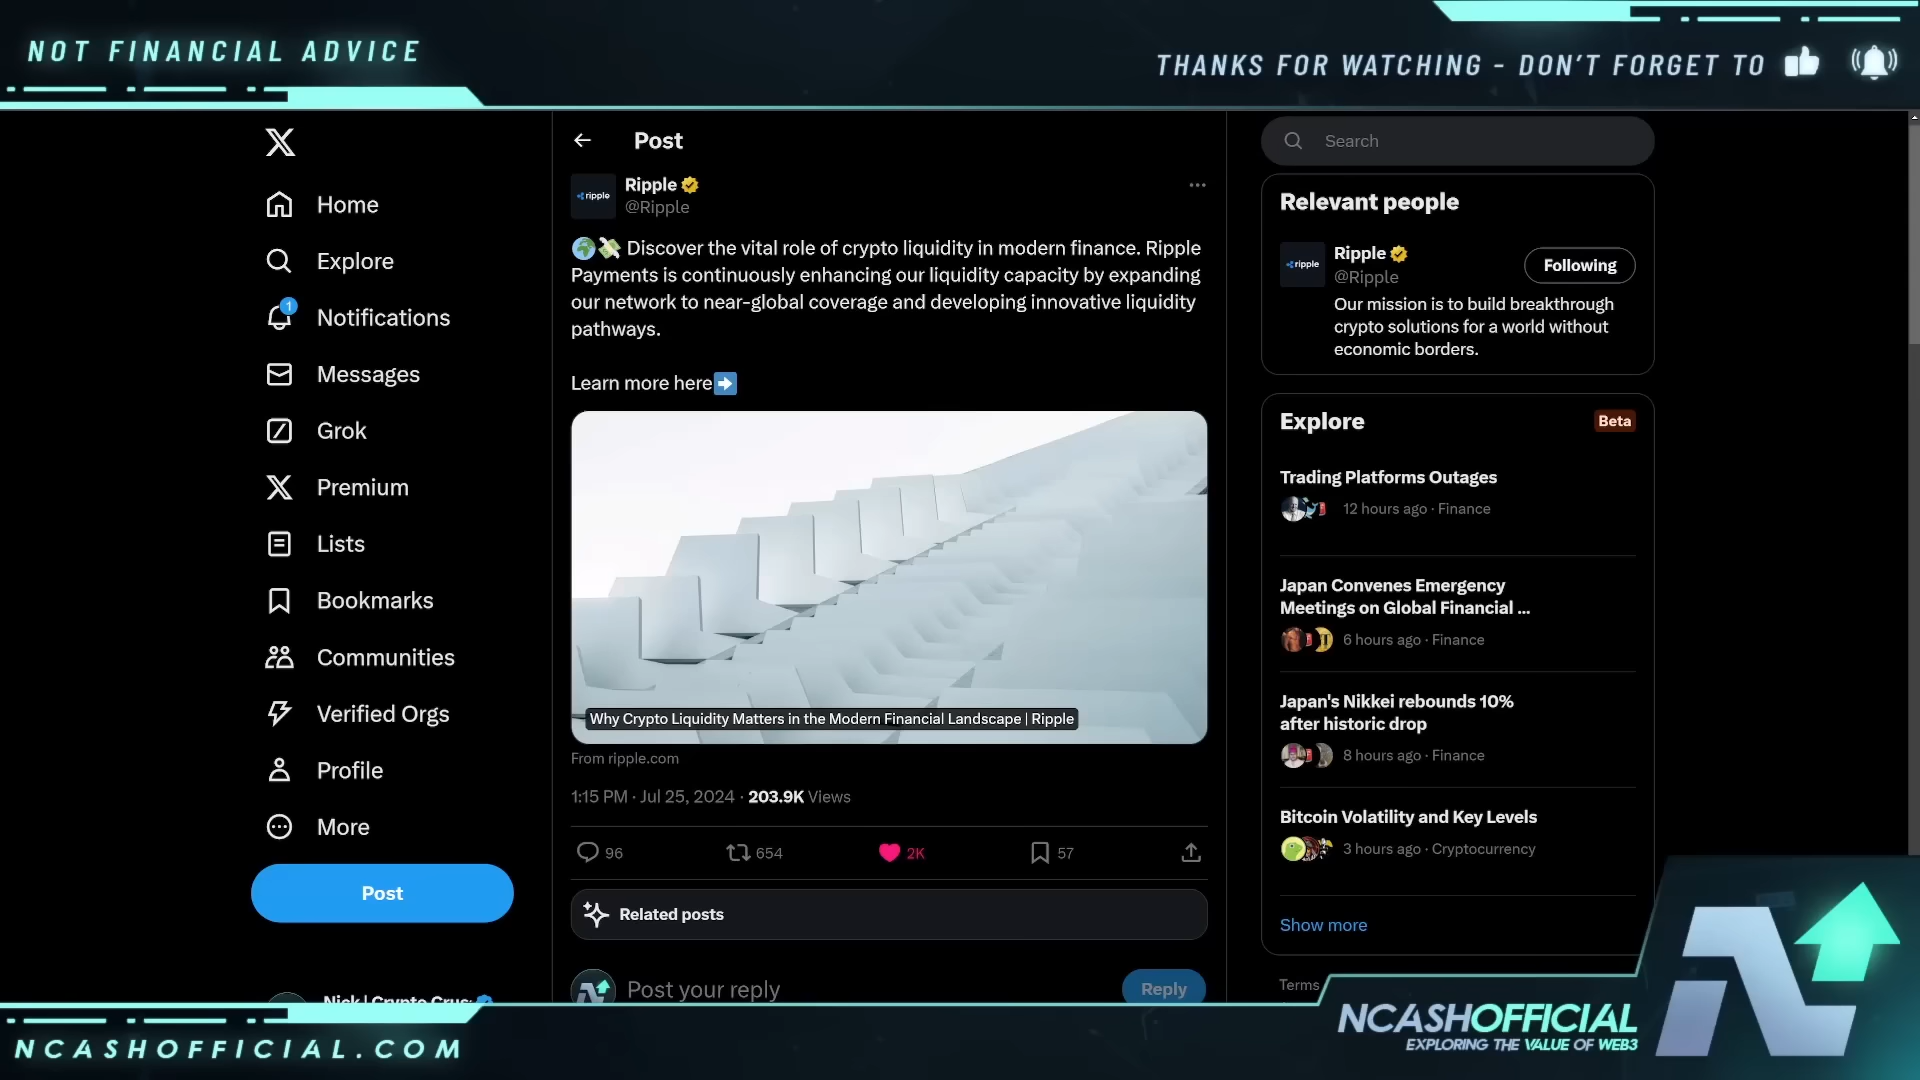 NOT FINANCIAL ADVICE
THANKS FOR WATCHING - DON'T FORGET TO
Post
Search
Ripple
@Ripple
ripple
Home
Explore
1
Notifications
Messages
Grok
Premium
Lists
Bookmarks
Communities
Verified Orgs
Profile
More
Post
Discover the vital role of crypto liquidity in modern finance. Ripple
Payments is continuously enhancing our liquidity capacity by expanding
our network to near-global coverage and developing innovative liquidity
pathways.
Learn more here
Why Crypto Liquidity Matters in the Modern Financial Landscape | Ripple
From ripple.com
1:15 PM · Jul 25, 2024 · 203.9K Views
96
654
2K
57
Related posts
Post your reply
Reply
Relevant people
ripple
Ripple
@Ripple
Following
Our mission is to build breakthrough
crypto solutions for a world without
economic borders.
Explore
Beta
Trading Platforms Outages
12 hours ago · Finance
Japan Convenes Emergency
Meetings on Global Financial ...
6 hours ago · Finance
Japan's Nikkei rebounds 10%
after historic drop
8 hours ago · Finance
Bitcoin Volatility and Key Levels
3 hours ago · Cryptocurrency
Show more
Terms
NCASHOFFICIAL.COM
NCASHOFFICIAL
EXPLORING THE VALUE OF WEB3